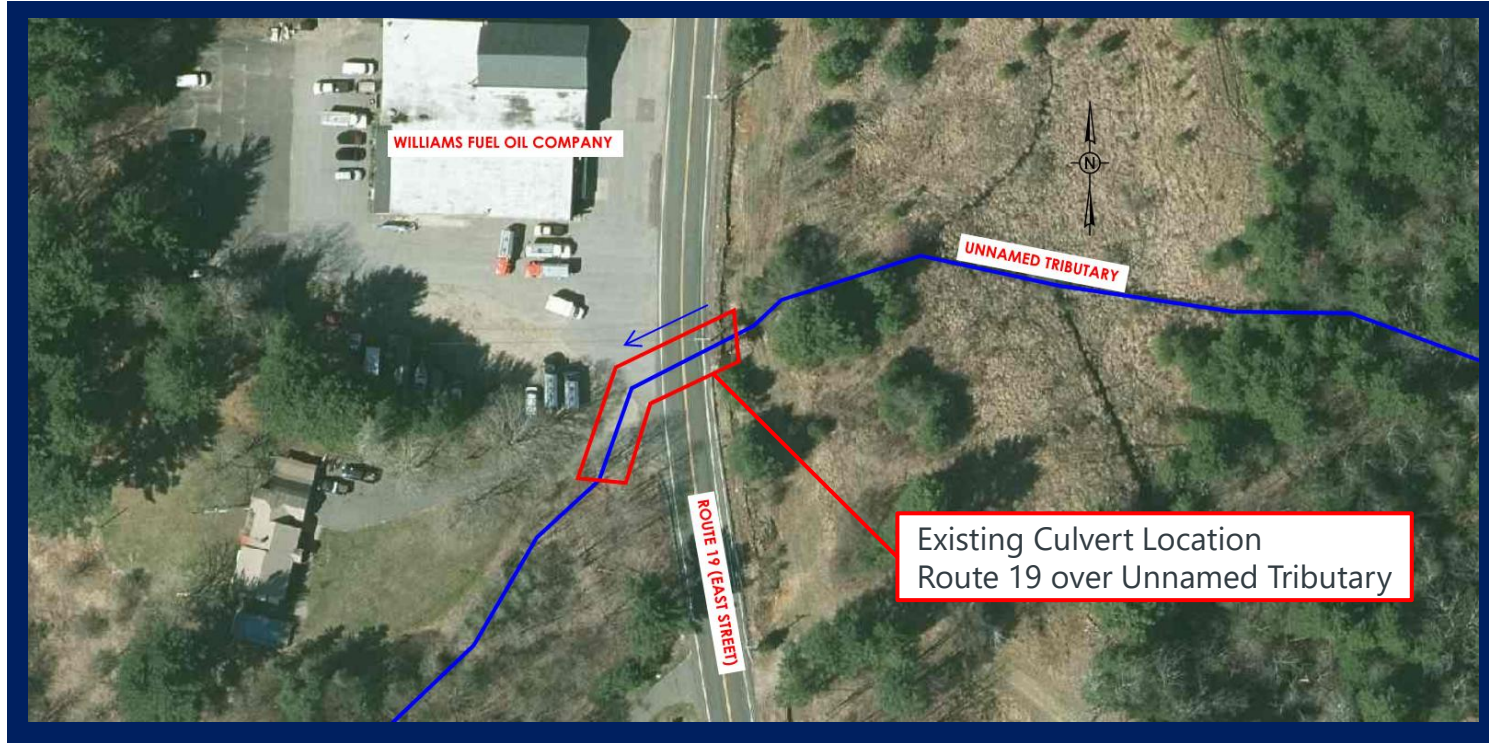 WILLIAMS FUEL OIL COMPANY
N
UNNAMED TRIBUTARY
ROUTE 19 (EAST STREET)
Existing Culvert Location
Route 19 over Unnamed Tributary